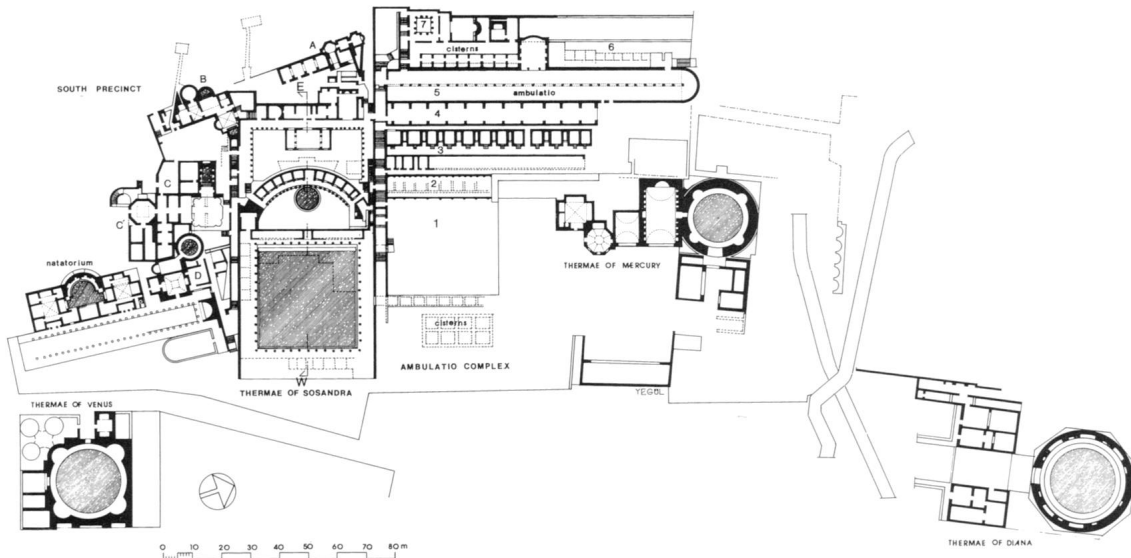 7
A
cisterns
6
SOUTH PRECINCT
B
E
5 ambulatio
4
3
C
2
1
C'
THERMAE OF MERCURY
natatorium
D
cisterns
W
AMBULATIO COMPLEX
THERMAE OF SOSANDRA
YEGÜL
THERMAE OF VENUS
THERMAE OF DIANA
0 10 20 30 40 50 60 70 80 m